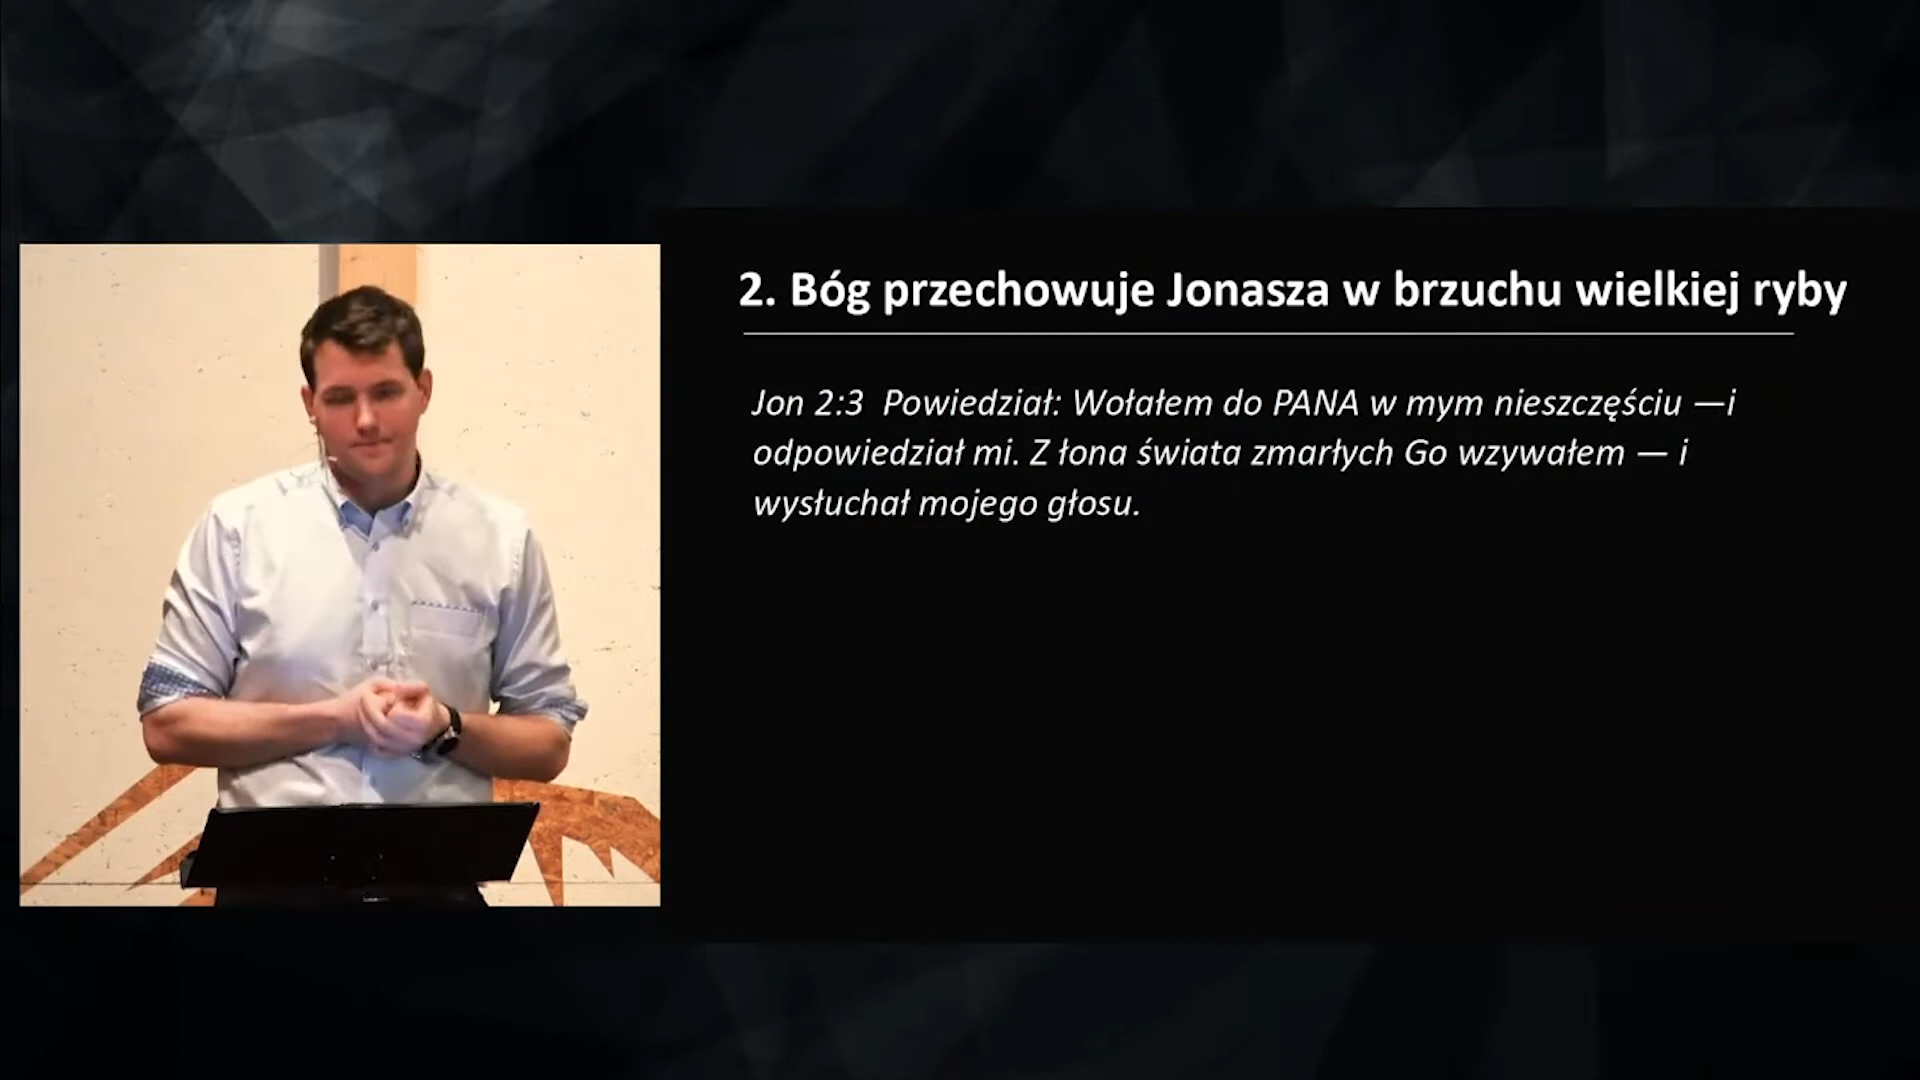 2. Bóg przechowuje Jonasza w brzuchu wielkiej ryby
Jon 2:3  Powiedział: Wołałem do PANA w mym nieszczęściu —i
odpowiedział mi. Z łona świata zmarłych Go wzywałem — i
wysłuchał mojego głosu.